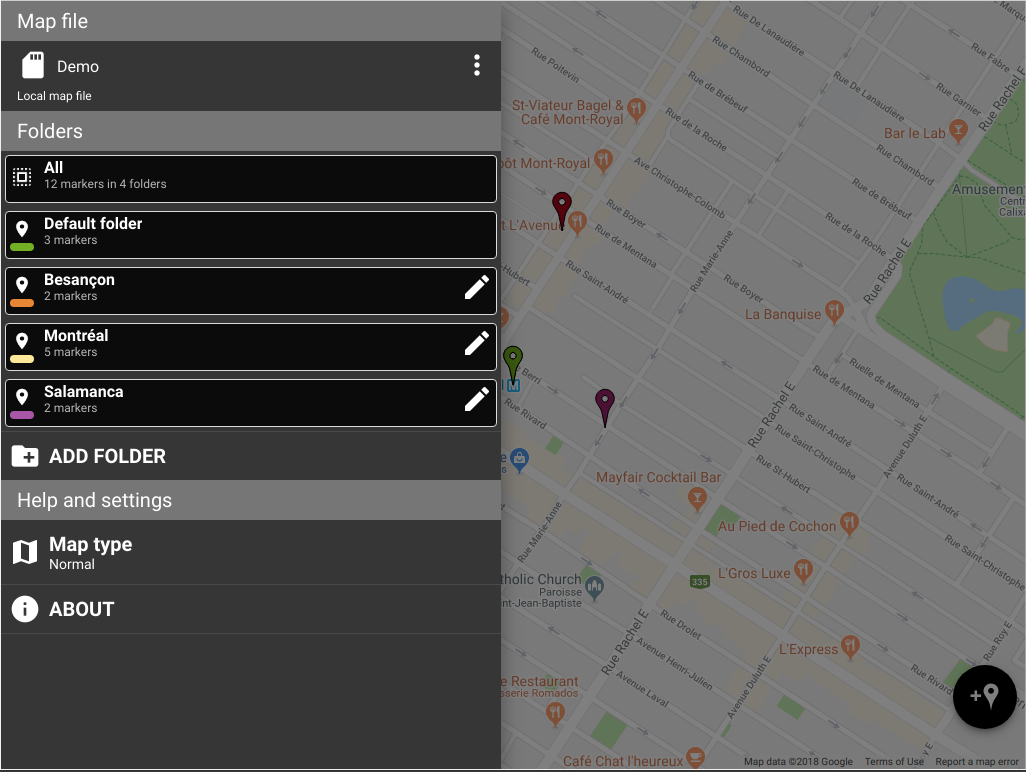 Map file
Demo
Local map file
Folders
All
12 markers in 4 folders
Default folder
3 markers
Besançon
2 markers
Montréal
5 markers
Salamanca
2 markers
ADD FOLDER
Help and settings
Map type
Normal
ABOUT
Rue De Lanaudière
Rue Poitevin
Rue Chambord
Rue Fabre
Rue de Brébeuf
Rue De Lanaudière
Rue Garnier
Rue Rachel E
St-Viateur Bagel &
Café Mont-Royal
Rue de la Roche
Bar le Lab
Rue Chambord
ôt Mont-Royal
Ave Christophe-Colomb
Rue de Brébeuf
Amusement
Centr
Calixa
t L'Avenue
Rue Boyer
Rue de Mentana
Rue Marie-Anne
Rue Rachel E
-Hubert
Rue Saint-André
Rue Boyer
La Banquise
Berri
M
Rue Rivard
Ruelle de Mentana
Rue de Mentana
Rue Rachel E
Rue Saint-André
Avenue Duluth E
Rue Saint-Christophe
Rue St-Hubert
Rue Saint-André
Mayfair Cocktail Bar
Au Pied de Cochon
Rue Marie-Anne
Rue Saint-Christophe
335
L'Gros Luxe
tholic Church
Paroisse
nt-Jean-Baptiste
Rue Drolet
Rue Rachel E
Rue Roy E
Avenue Henri-Julien
L'Express
Avenue Duluth E
Rue Rivard
e Restaurant
sserie Romados
Avenue Laval
Café Chat l'heureux
Map data ©2018 Google
Terms of Use
Report a map error